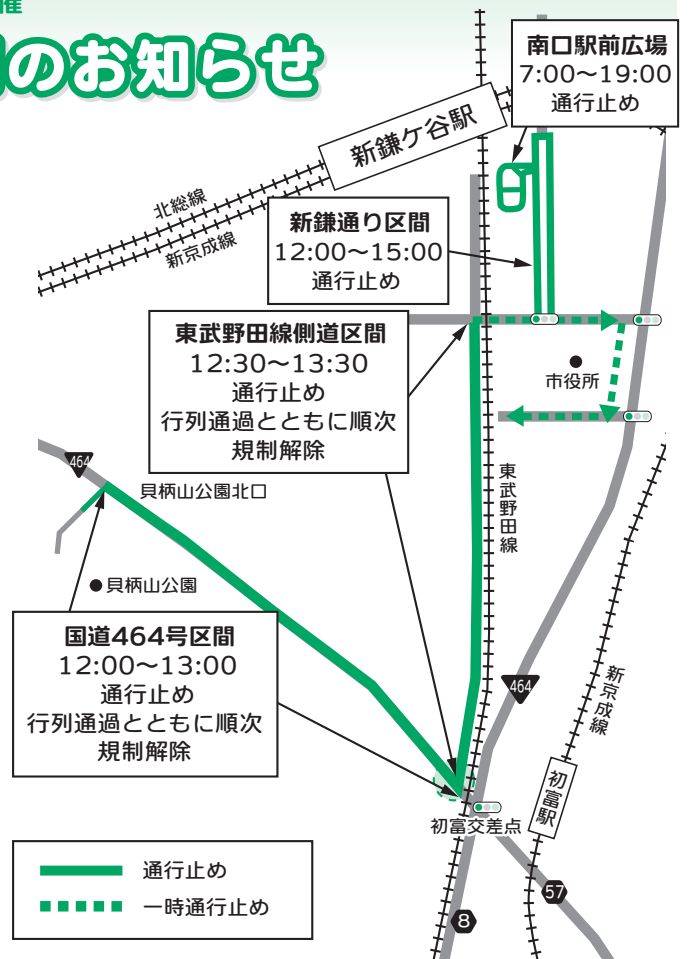 催
のお知らせ
南口駅前広場
7:00〜19:00
通行止め
新鎌ケ谷駅
北総線
新京成線
新鎌通り区間
12:00〜15:00
通行止め
東武野田線側道区間
12:30〜13:30
通行止め
行列通過とともに順次
規制解除
市役所
464
貝柄山公園北口
東武野田線
貝柄山公園
国道464号区間
12:00〜13:00
通行止め
行列通過とともに順次
規制解除
464
新京成線
初富駅
初富交差点
通行止め
一時通行止め
57
8